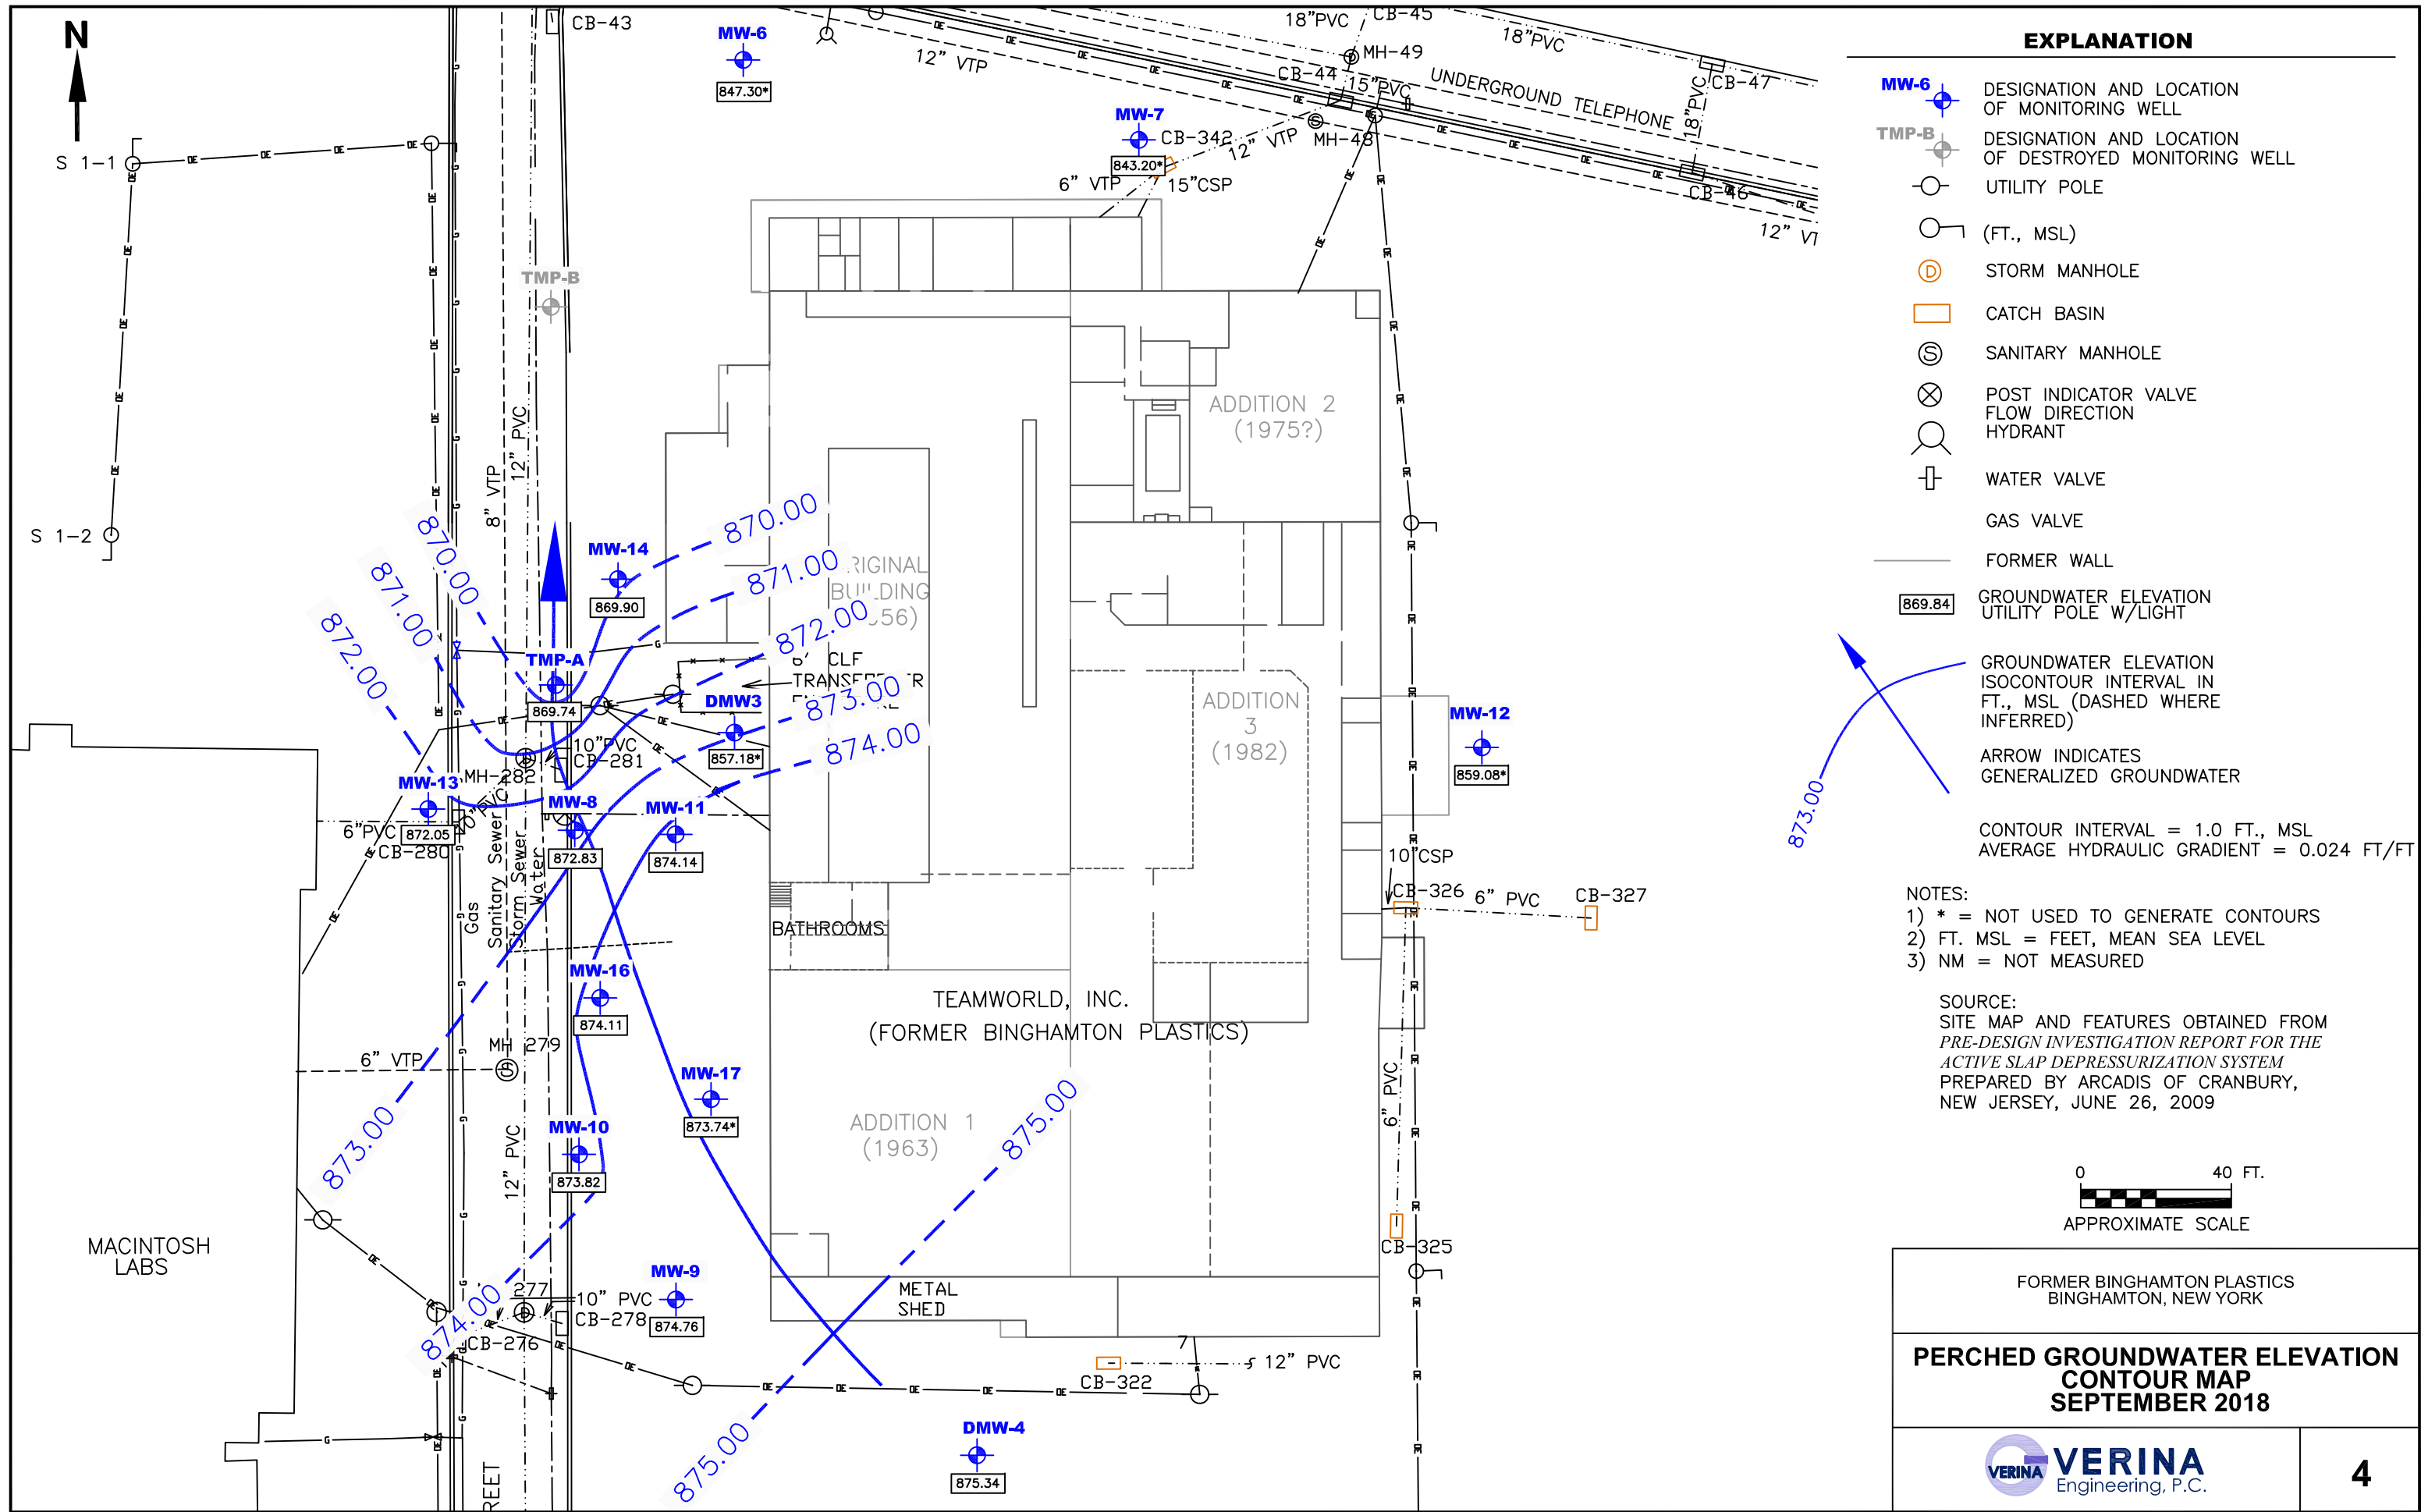 N
S 1-1
S 1-2
CB-43
MW-6
847.30*
12" VTP
18"PVC
CB-45
18"PVC
MH-49
CB-44
15"PVC
UNDERGROUND TELEPHONE
18"PVC
CB-47
MW-7
CB-342
843.20*
12" VTP
MH-48
6" VTP
15"CSP
CB-46
TMP-B
8" VTP
12" PVC
ADDITION 2
(1975?)
870.00
871.00
872.00
MW-14
869.90
870.00
871.00
872.00
873.00
874.00
TMP-A
869.74
DMW3
857.18*
6' CLF
ADDITION
3
(1982)
MW-12
859.08*
10"PVC
CB-281
MH-282
MW-13
872.05
6"PVC
CB-280
MW-8
872.83
MW-11
874.14
Gas
Sanitary Sewer
Storm Sewer
Water
BATHROOMS
10"CSP
CB-326
6" PVC
CB-327
MW-16
874.11
TEAMWORLD, INC.
(FORMER BINGHAMTON PLASTICS)
MH 279
6" VTP
MW-17
873.74*
MW-10
873.82
12" PVC
873.00
ADDITION 1
(1963)
875.00
6" PVC
CB-325
MACINTOSH
LABS
MW-9
874.76
277
10" PVC
CB-278
CB-276
874.00
METAL
SHED
7
12" PVC
CB-322
875.00
DMW-4
875.34
REET
EXPLANATION
MW-6
DESIGNATION AND LOCATION
OF MONITORING WELL
TMP-B
DESIGNATION AND LOCATION
OF DESTROYED MONITORING WELL
UTILITY POLE
(FT., MSL)
D
STORM MANHOLE
CATCH BASIN
S
SANITARY MANHOLE
POST INDICATOR VALVE
FLOW DIRECTION
HYDRANT
WATER VALVE
GAS VALVE
FORMER WALL
869.84
GROUNDWATER ELEVATION
UTILITY POLE W/LIGHT
873.00
GROUNDWATER ELEVATION
ISOCONTOUR INTERVAL IN
FT., MSL (DASHED WHERE
INFERRED)
ARROW INDICATES
GENERALIZED GROUNDWATER
CONTOUR INTERVAL = 1.0 FT., MSL
AVERAGE HYDRAULIC GRADIENT = 0.024 FT/FT
NOTES:
1) * = NOT USED TO GENERATE CONTOURS
2) FT. MSL = FEET, MEAN SEA LEVEL
3) NM = NOT MEASURED
SOURCE:
SITE MAP AND FEATURES OBTAINED FROM
PRE-DESIGN INVESTIGATION REPORT FOR THE
ACTIVE SLAP DEPRESSURIZATION SYSTEM
PREPARED BY ARCADIS OF CRANBURY,
NEW JERSEY, JUNE 26, 2009
0 40 FT.
APPROXIMATE SCALE
FORMER BINGHAMTON PLASTICS
BINGHAMTON, NEW YORK
PERCHED GROUNDWATER ELEVATION
CONTOUR MAP
SEPTEMBER 2018
VERINA
VERINA
Engineering, P.C.
4